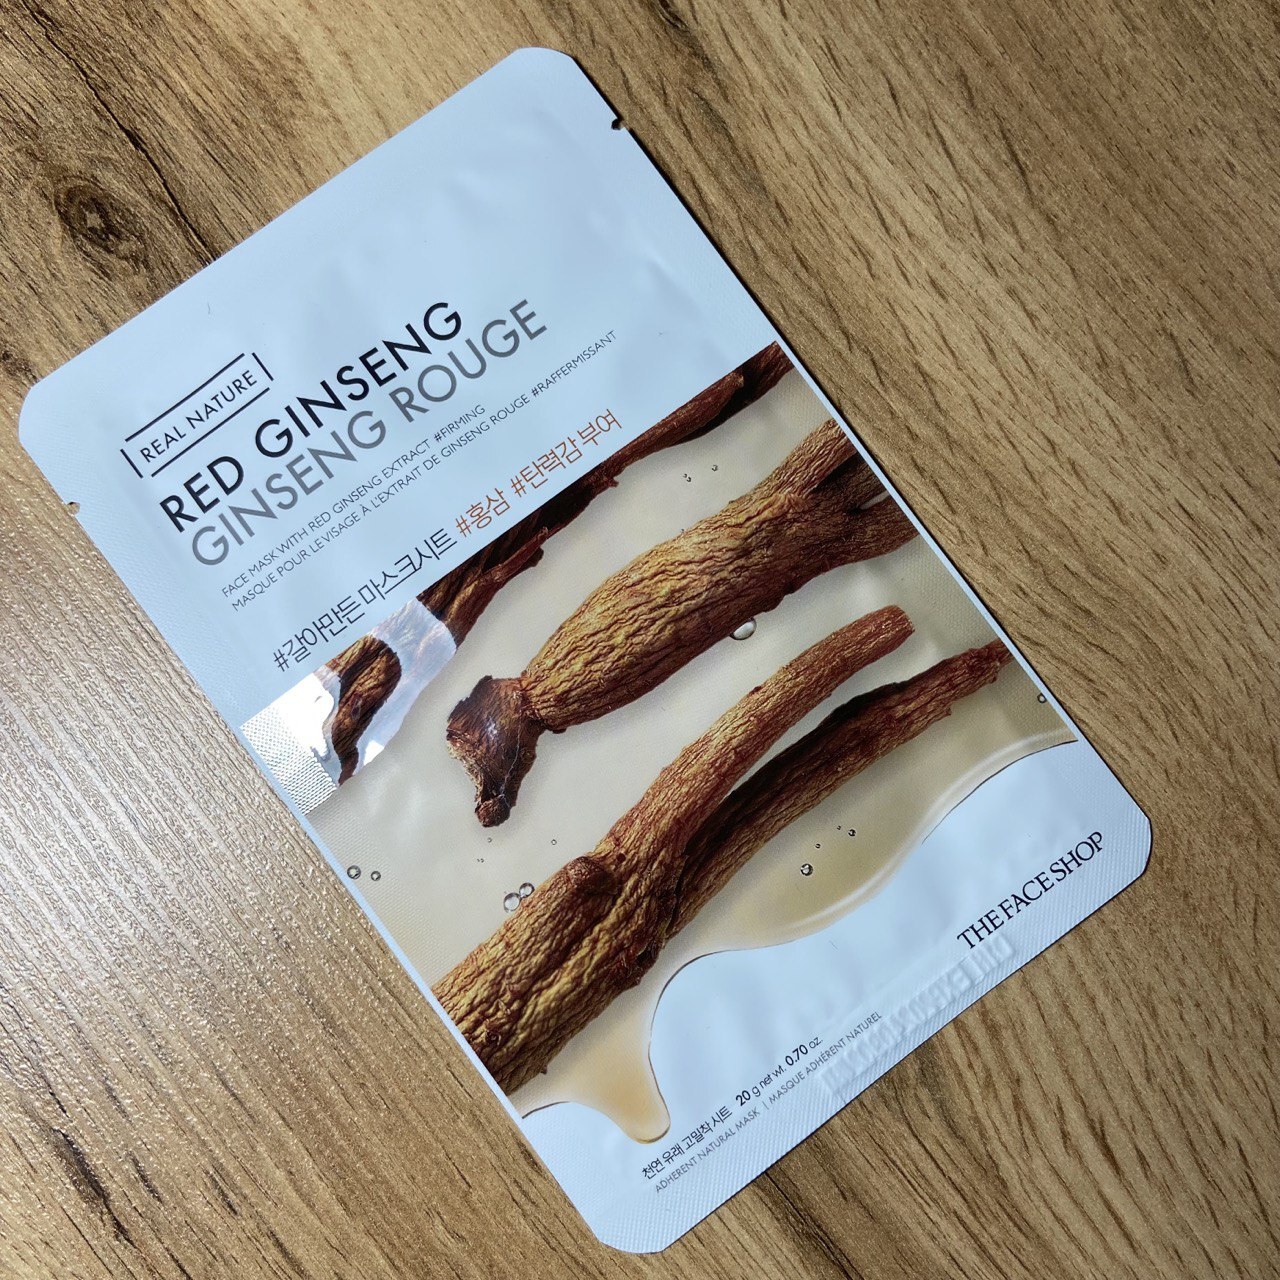 REAL NATURE
RED GINSENG
GINSENG ROUGE
FACE MASK WITH RED GINSENG EXTRACT #FIRMING
MASQUE POUR LE VISAGE À L'EXTRAIT DE GINSENG ROUGE #RAFFERMISSANT
#갈아만든 마스크시트 #홍삼 #탄력감 부여
THE FACE SHOP
천연 유래 고밀착 시트 20 g net wt. 0.70 oz.
ADHERENT NATURAL MASK | MASQUE ADHÉRENT NATUREL